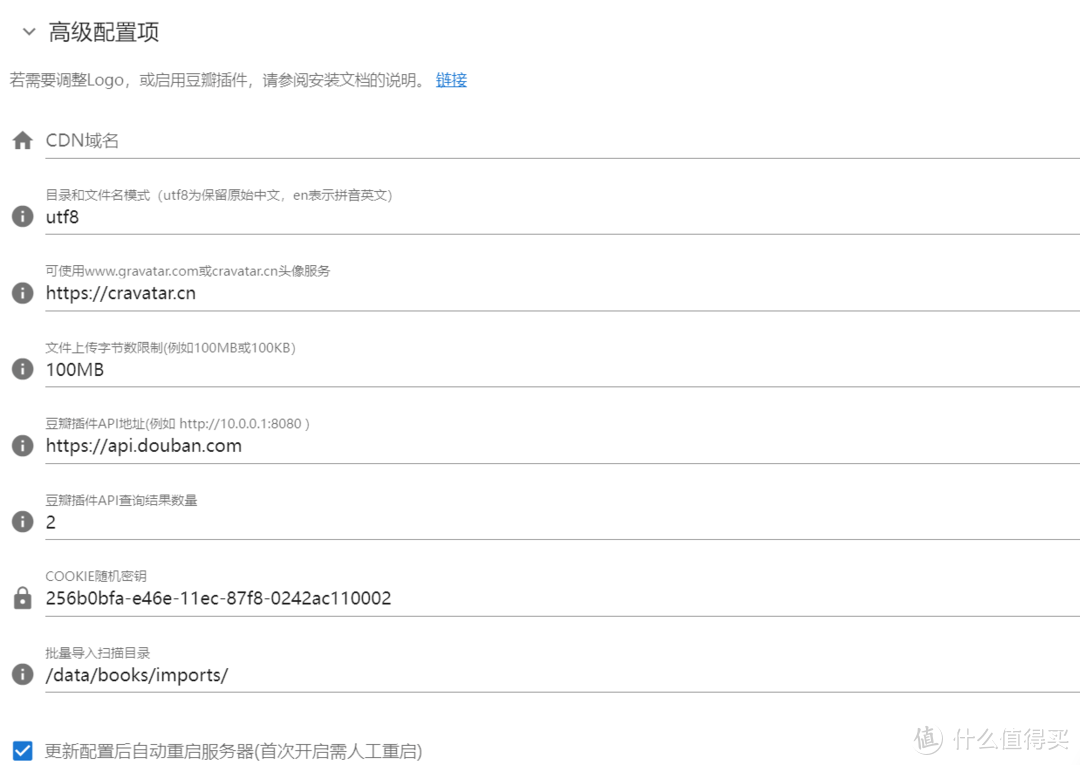 高级配置项
若需要调整Logo，或启用豆瓣插件，请参阅安装文档的说明。 链接
CDN域名
目录和文件名模式（utf8为保留原始中文，en表示拼音英文）
utf8
可使用www.gravatar.com或cravatar.cn头像服务
https://cravatar.cn
文件上传字节数限制(例如100MB或100KB)
100MB
豆瓣插件API地址(例如 http://10.0.0.1:8080 )
https://api.douban.com
豆瓣插件API查询结果数量
2
COOKIE随机密钥
256b0bfa-e46e-11ec-87f8-0242ac110002
批量导入扫描目录
/data/books/imports/
更新配置后自动重启服务器(首次开启需人工重启)
值 什么值得买